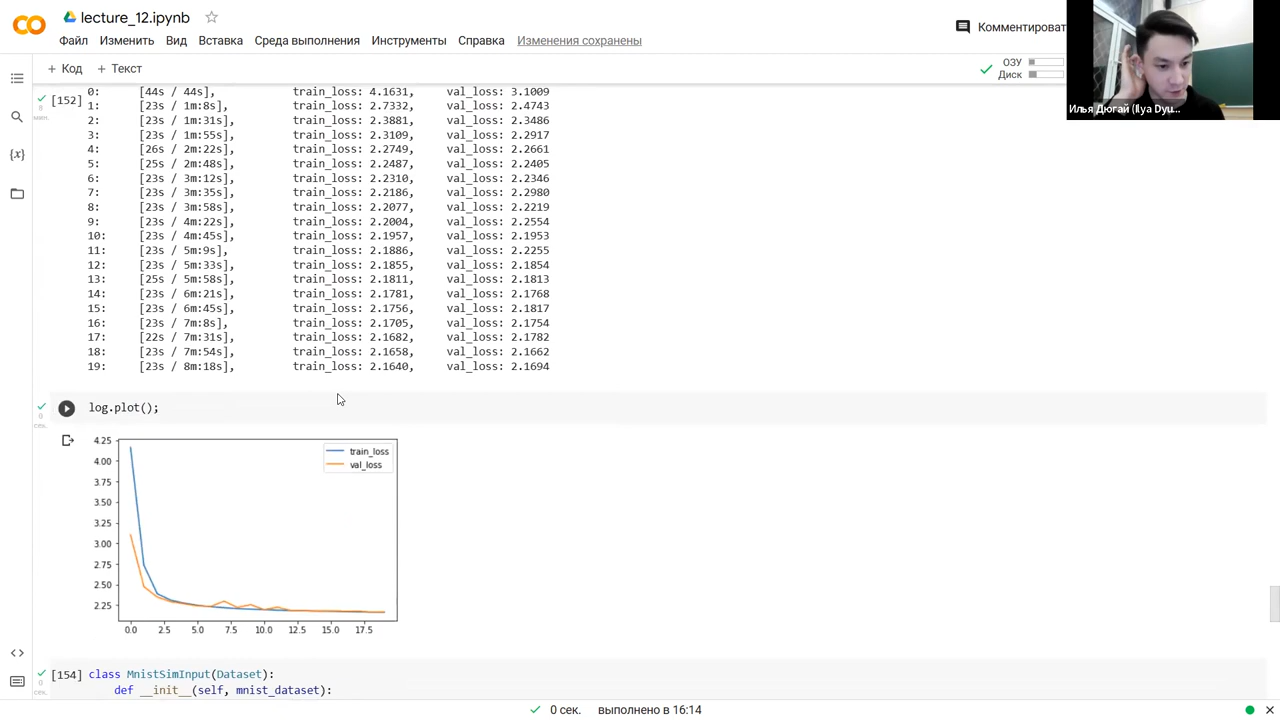 lecture_12.ipynb
Файл Изменить Вид Вставка Среда выполнения Инструменты Справка Изменения сохранены
Комментироват
Илья Дюгай (Ilya Dyu...
+ Код + Текст
ОЗУ
Диск
[152]
8
мин.
0: [44s / 44s], train_loss: 4.1631, val_loss: 3.1009
1: [23s / 1m:8s], train_loss: 2.7332, val_loss: 2.4743
2: [23s / 1m:31s], train_loss: 2.3881, val_loss: 2.3486
3: [23s / 1m:55s], train_loss: 2.3109, val_loss: 2.2917
4: [26s / 2m:22s], train_loss: 2.2749, val_loss: 2.2661
5: [25s / 2m:48s], train_loss: 2.2487, val_loss: 2.2405
6: [23s / 3m:12s], train_loss: 2.2310, val_loss: 2.2346
7: [23s / 3m:35s], train_loss: 2.2186, val_loss: 2.2980
8: [23s / 3m:58s], train_loss: 2.2077, val_loss: 2.2219
9: [23s / 4m:22s], train_loss: 2.2004, val_loss: 2.2554
10: [23s / 4m:45s], train_loss: 2.1957, val_loss: 2.1953
11: [23s / 5m:9s], train_loss: 2.1886, val_loss: 2.2255
12: [23s / 5m:33s], train_loss: 2.1855, val_loss: 2.1854
13: [25s / 5m:58s], train_loss: 2.1811, val_loss: 2.1813
14: [23s / 6m:21s], train_loss: 2.1781, val_loss: 2.1768
15: [23s / 6m:45s], train_loss: 2.1756, val_loss: 2.1817
16: [23s / 7m:8s], train_loss: 2.1705, val_loss: 2.1754
17: [22s / 7m:31s], train_loss: 2.1682, val_loss: 2.1782
18: [23s / 7m:54s], train_loss: 2.1658, val_loss: 2.1662
19: [23s / 8m:18s], train_loss: 2.1640, val_loss: 2.1694
0
сек.
log.plot();
4.25
4.00
3.75
3.50
3.25
3.00
2.75
2.50
2.25
train_loss
val_loss
0.0 2.5 5.0 7.5 10.0 12.5 15.0 17.5
[154] class MnistSimInput(Dataset):
0
сек.
def __init__(self, mnist_dataset):
0 сек. выполнено в 16:14